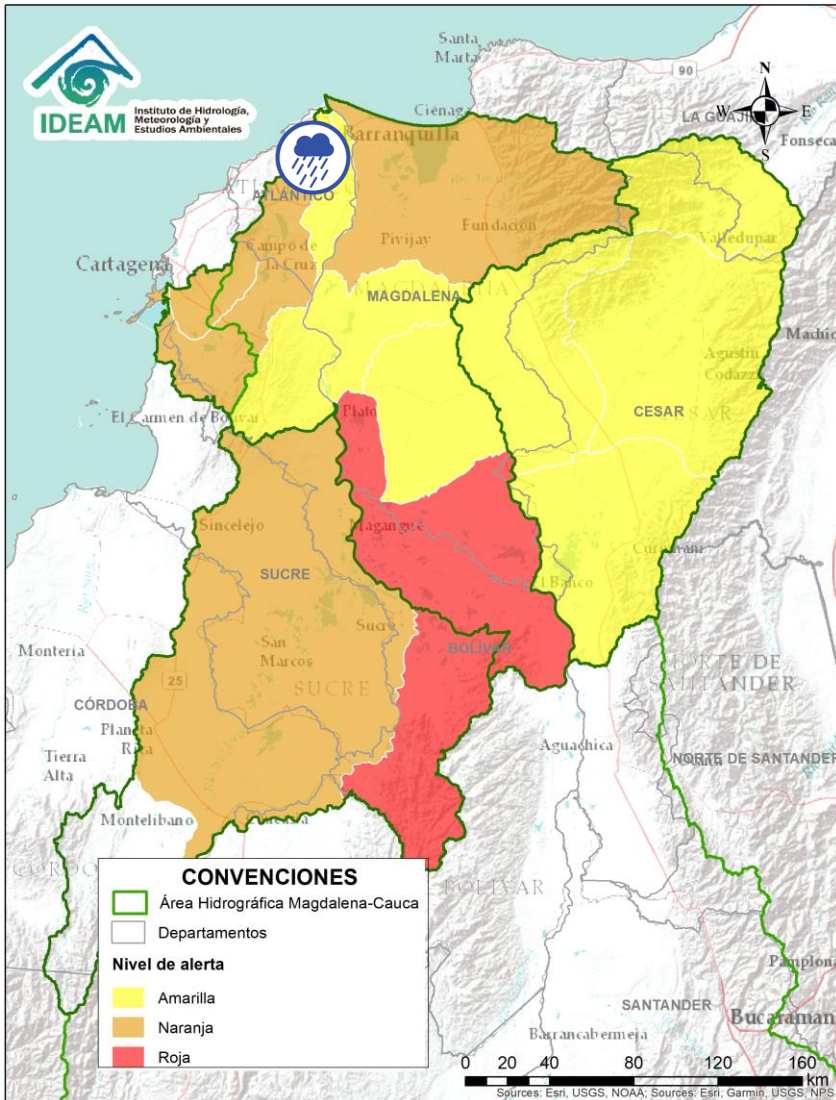 IDEAM
Instituto de Hidrología,
Meteorología y
Estudios Ambientales
Santa
Marta
90
N
W
E
S
Ciénaga
Barranquilla
LA GUAJIRA
Fonseca
ATLÁNTICO
Valledupar
Fundación
Pivijay
Campo de
la Cruz
Cartagena
MAGDALENA
Agustín
Codazzi
El Carmen de Bolívar
Plato
CESAR
Sincelejo
Magangué
El Banco
SUCRE
Sucre
San
Marcos
BOLÍVAR
SUCRE
NORTE DE
SANTANDER
Montería
25
CÓRDOBA
Planeta
Rica
Tierra
Alta
Aguachica
NORTE DE SANTANDER
Montelibano
BOLÍVAR
CONVENCIONES
Área Hidrográfica Magdalena-Cauca
Departamentos
Nivel de alerta
Amarilla
Naranja
Roja
Pamplona
SANTANDER
Bucaraman
Barrancabermeja
0 20 40 80 120 160
km
Sources: Esri, USGS, NOAA; Sources: Esri, Garmin, USGS, NPS